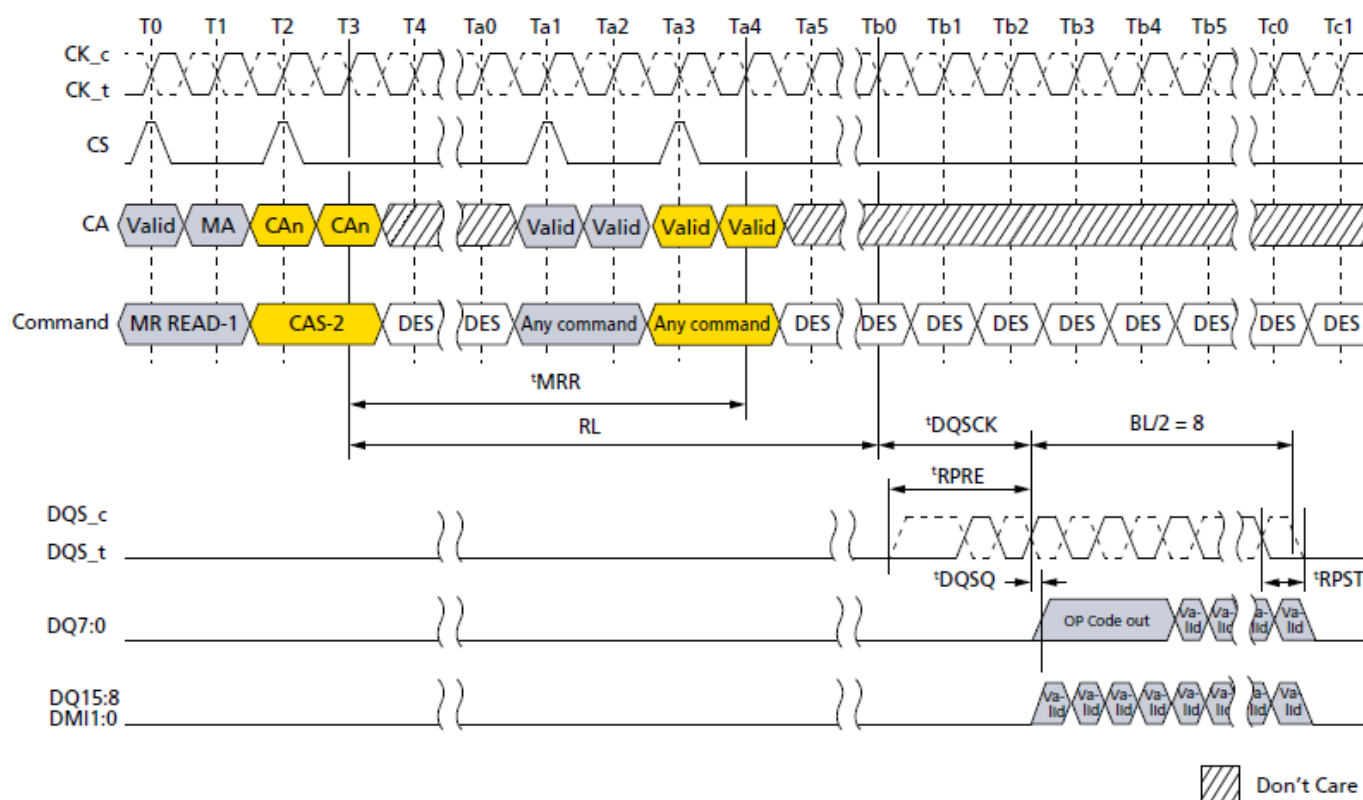 T0 T1 T2 T3 T4 Ta0 Ta1 Ta2 Ta3 Ta4 Ta5 Tb0 Tb1 Tb2 Tb3 Tb4 Tb5 Tc0 Tc1
CK_c
CK_t
CS
CA Valid MA CAn CAn Valid Valid Valid Valid
Command MR READ-1 CAS-2 DES DES Any command Any command DES DES DES DES DES DES DES DES DES
tMRR
RL tDQSCK BL/2 = 8
tRPRE
DQS_c
DQS_t
tDQSQ tRPST
DQ7:0 OP Code out Va- Va- a- Va-
lid lid lid lid
DQ15:8 Va- Va- Va- Va- Va- Va- a- Va-
DMI1:0 lid lid lid lid lid lid lid lid
Don't Care